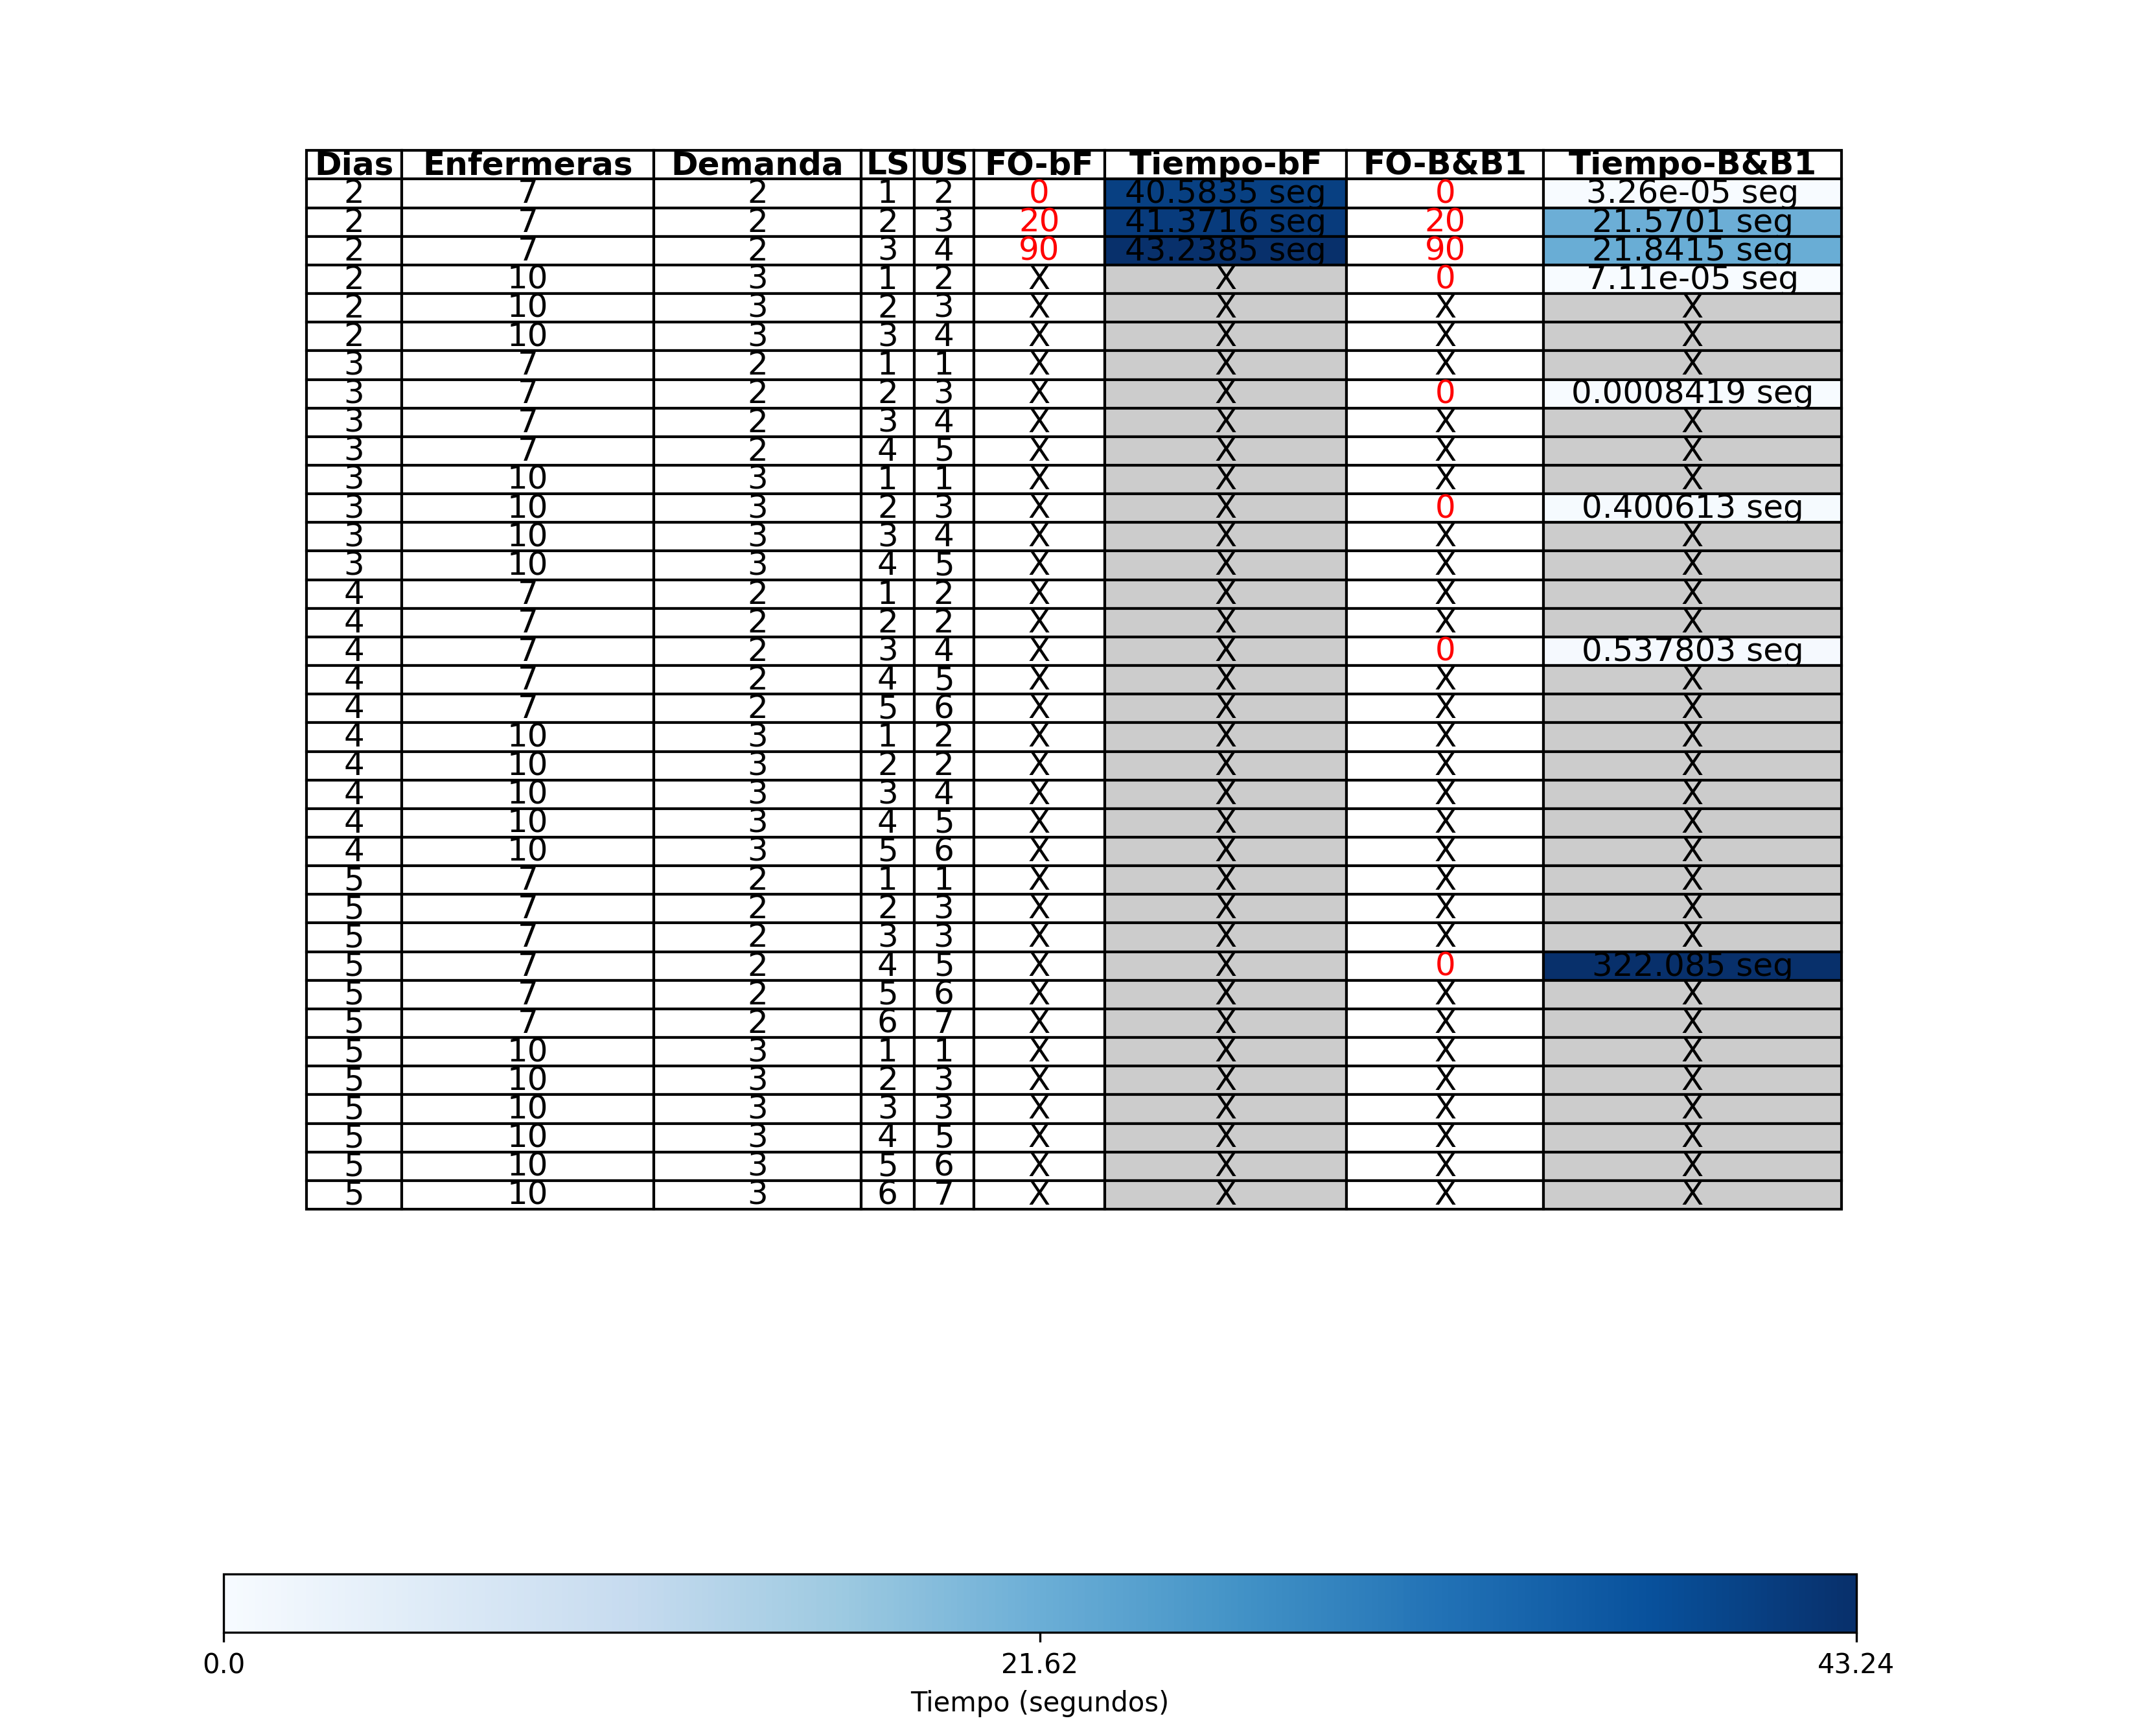 Dias Enfermeras Demanda LS US FO-bF Tiempo-bF FO-B&B1 Tiempo-B&B1
2 7 2 1 2 0 40.5835 seg 0 3.26e-05 seg
2 7 2 2 3 20 41.3716 seg 20 21.5701 seg
2 7 2 3 4 90 43.2385 seg 90 21.8415 seg
2 10 3 1 2 X X 0 7.11e-05 seg
2 10 3 2 3 X X X X
2 10 3 3 4 X X X X
3 7 2 1 1 X X X X
3 7 2 2 3 X X 0 0.0008419 seg
3 7 2 3 4 X X X X
3 7 2 4 5 X X X X
3 10 3 1 1 X X X X
3 10 3 2 3 X X 0 0.400613 seg
3 10 3 3 4 X X X X
3 10 3 4 5 X X X X
4 7 2 1 2 X X X X
4 7 2 2 2 X X X X
4 7 2 3 4 X X 0 0.537803 seg
4 7 2 4 5 X X X X
4 7 2 5 6 X X X X
4 10 3 1 2 X X X X
4 10 3 2 2 X X X X
4 10 3 3 4 X X X X
4 10 3 4 5 X X X X
4 10 3 5 6 X X X X
5 7 2 1 1 X X X X
5 7 2 2 3 X X X X
5 7 2 3 3 X X X X
5 7 2 4 5 X X 0 322.085 seg
5 7 2 5 6 X X X X
5 7 2 6 7 X X X X
5 10 3 1 1 X X X X
5 10 3 2 3 X X X X
5 10 3 3 3 X X X X
5 10 3 4 5 X X X X
5 10 3 5 6 X X X X
5 10 3 6 7 X X X X
0.0 21.62 43.24
Tiempo (segundos)